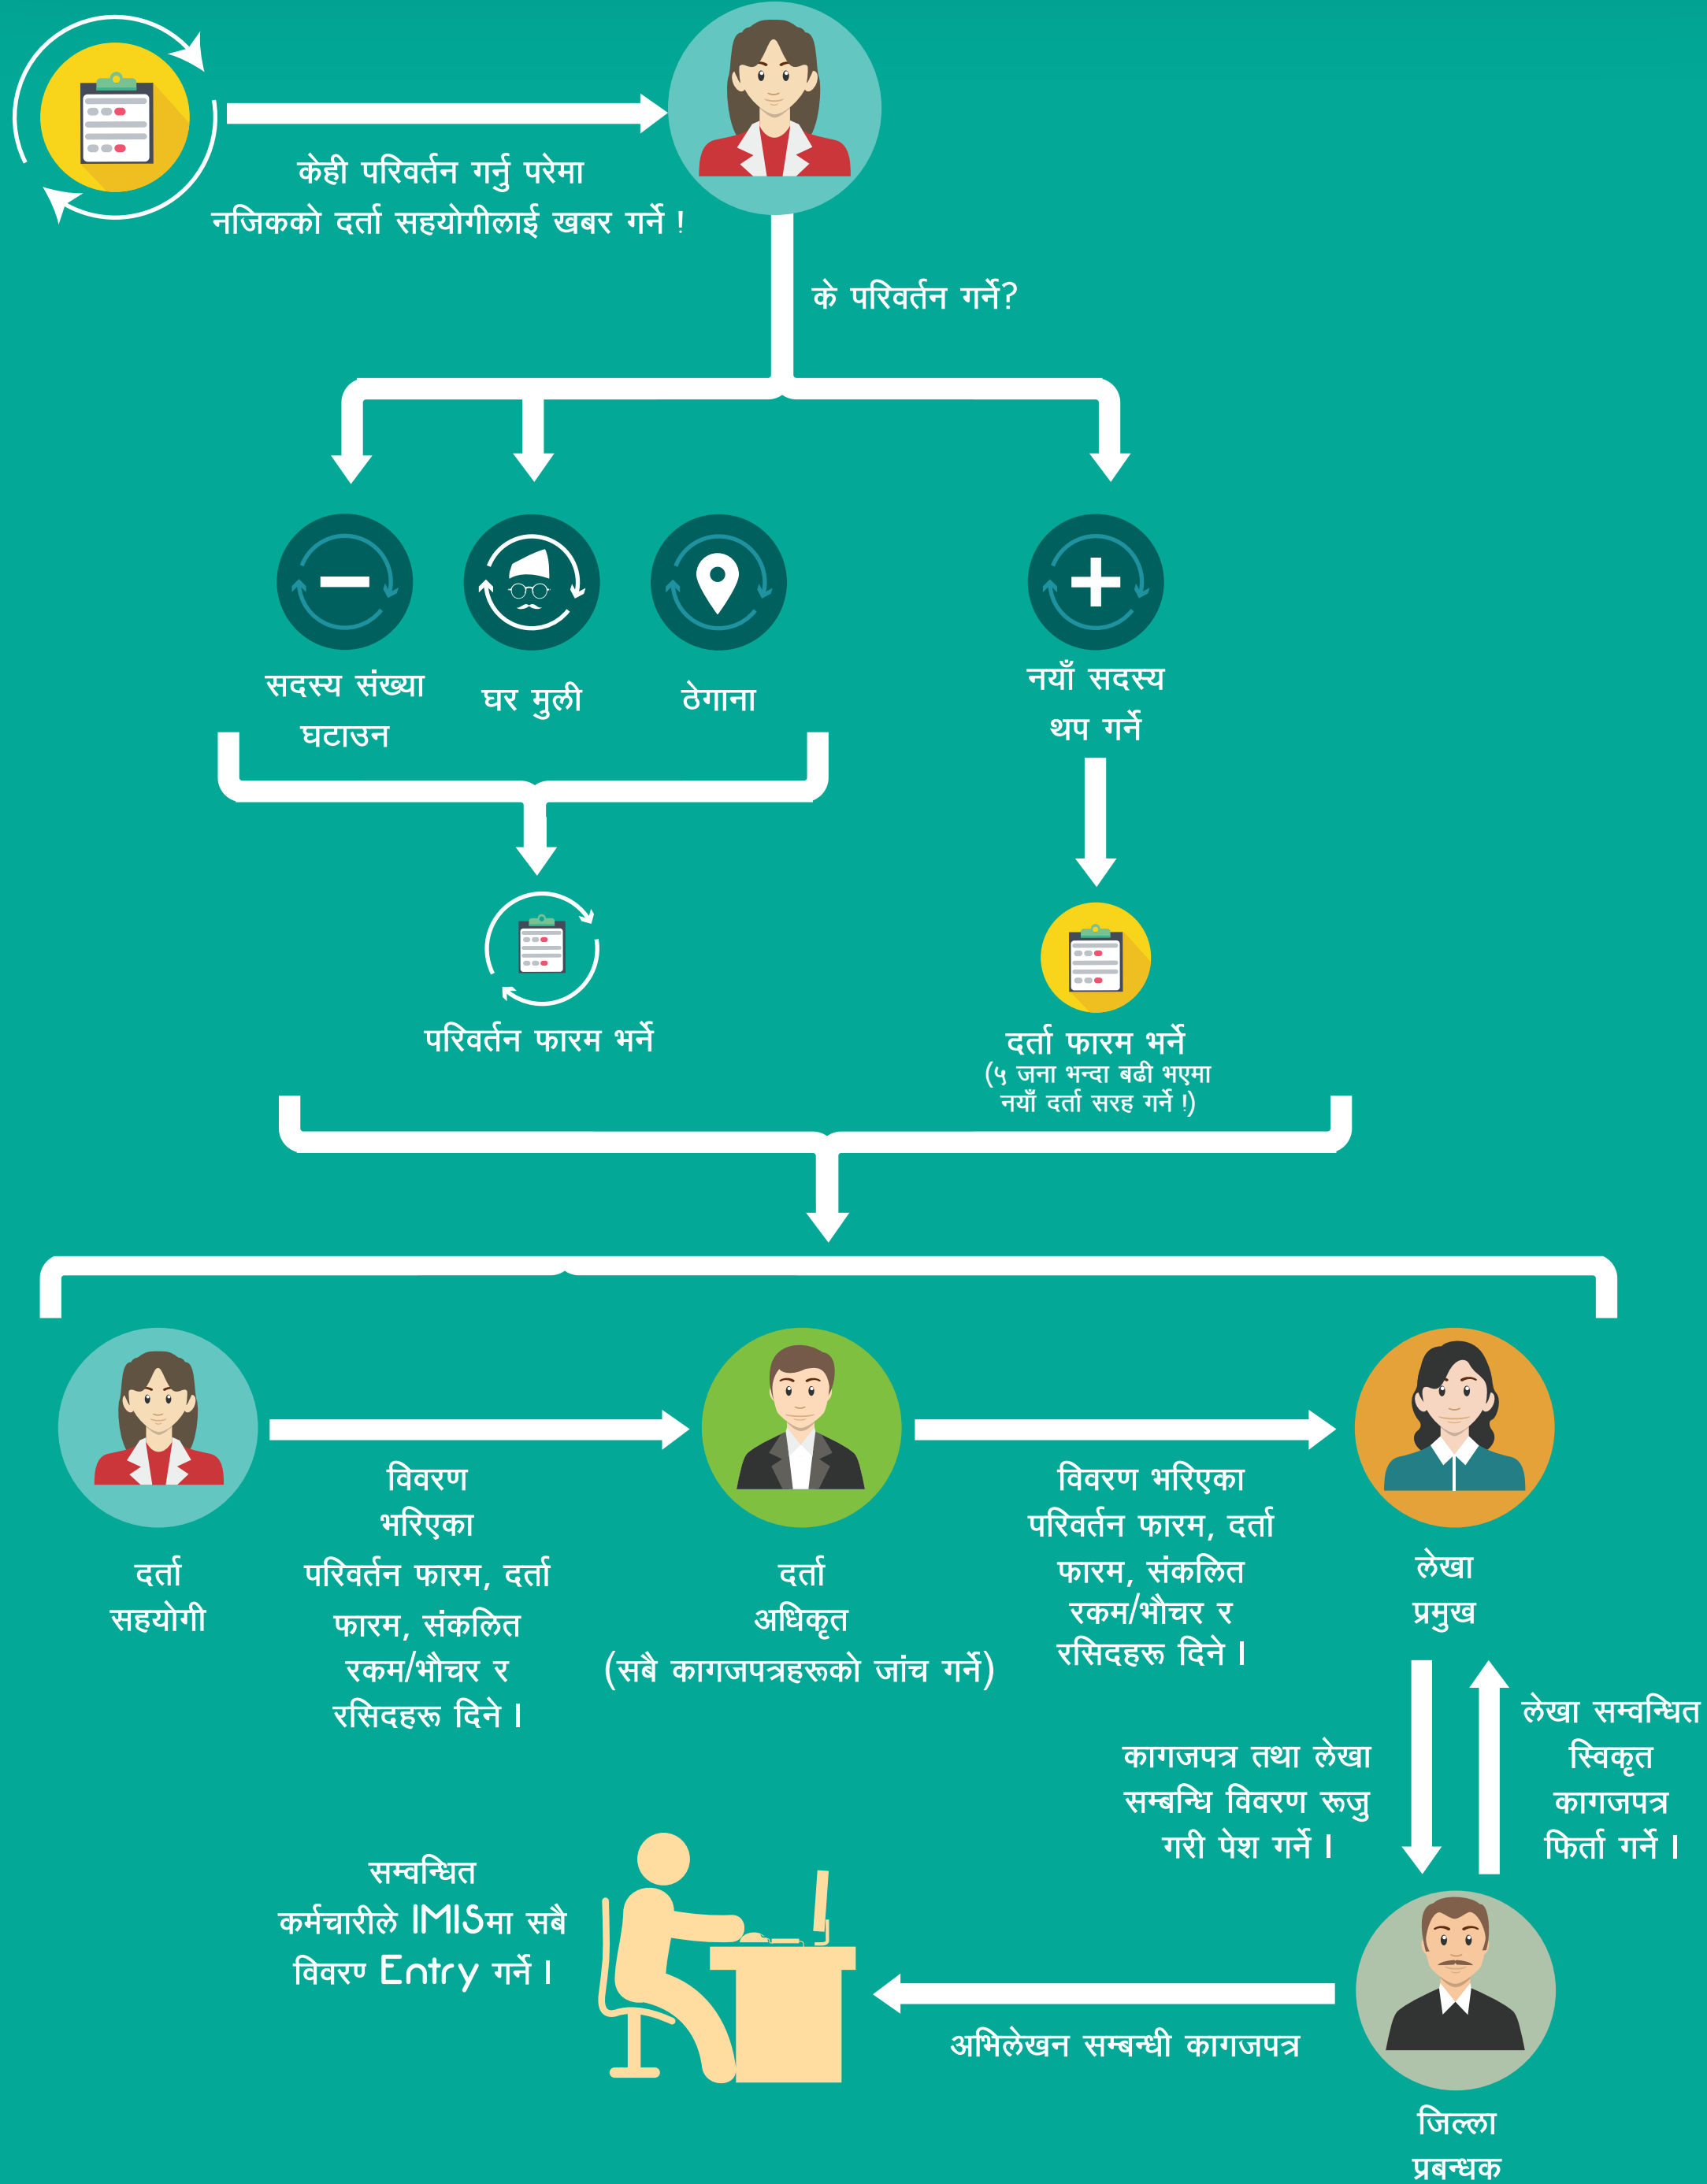 केही परिवर्तन गर्नु परेमा
नजिकको दर्ता सहयोगीलाई खबर गर्ने !
के परिवर्तन गर्ने?
सदस्य संख्या
घटाउन
घर मुली
ठेगाना
नयाँ सदस्य
थप गर्ने
परिवर्तन फारम भर्ने
दर्ता फारम भर्ने
(५ जना भन्दा बढी भएमा
नयाँ दर्ता सरह गर्ने !)
दर्ता
सहयोगी
विवरण
भरिएका
परिवर्तन फारम, दर्ता
फारम, संकलित
रकम/भौचर र
रसिदहरू दिने ।
दर्ता
अधिकृत
(सबै कागजपत्रहरूको जांच गर्ने)
विवरण भरिएका
परिवर्तन फारम, दर्ता
फारम, संकलित
रकम/भौचर र
रसिदहरू दिने ।
लेखा
प्रमुख
कागजपत्र तथा लेखा
सम्बन्धि विवरण रूजु
गरी पेश गर्ने ।
लेखा सम्वन्धित
स्विकृत
कागजपत्र
फिर्ता गर्ने ।
सम्वन्धित
कर्मचारीले IMISमा सबै
विवरण Entry गर्ने ।
अभिलेखन सम्बन्धी कागजपत्र
जिल्ला
प्रबन्धक